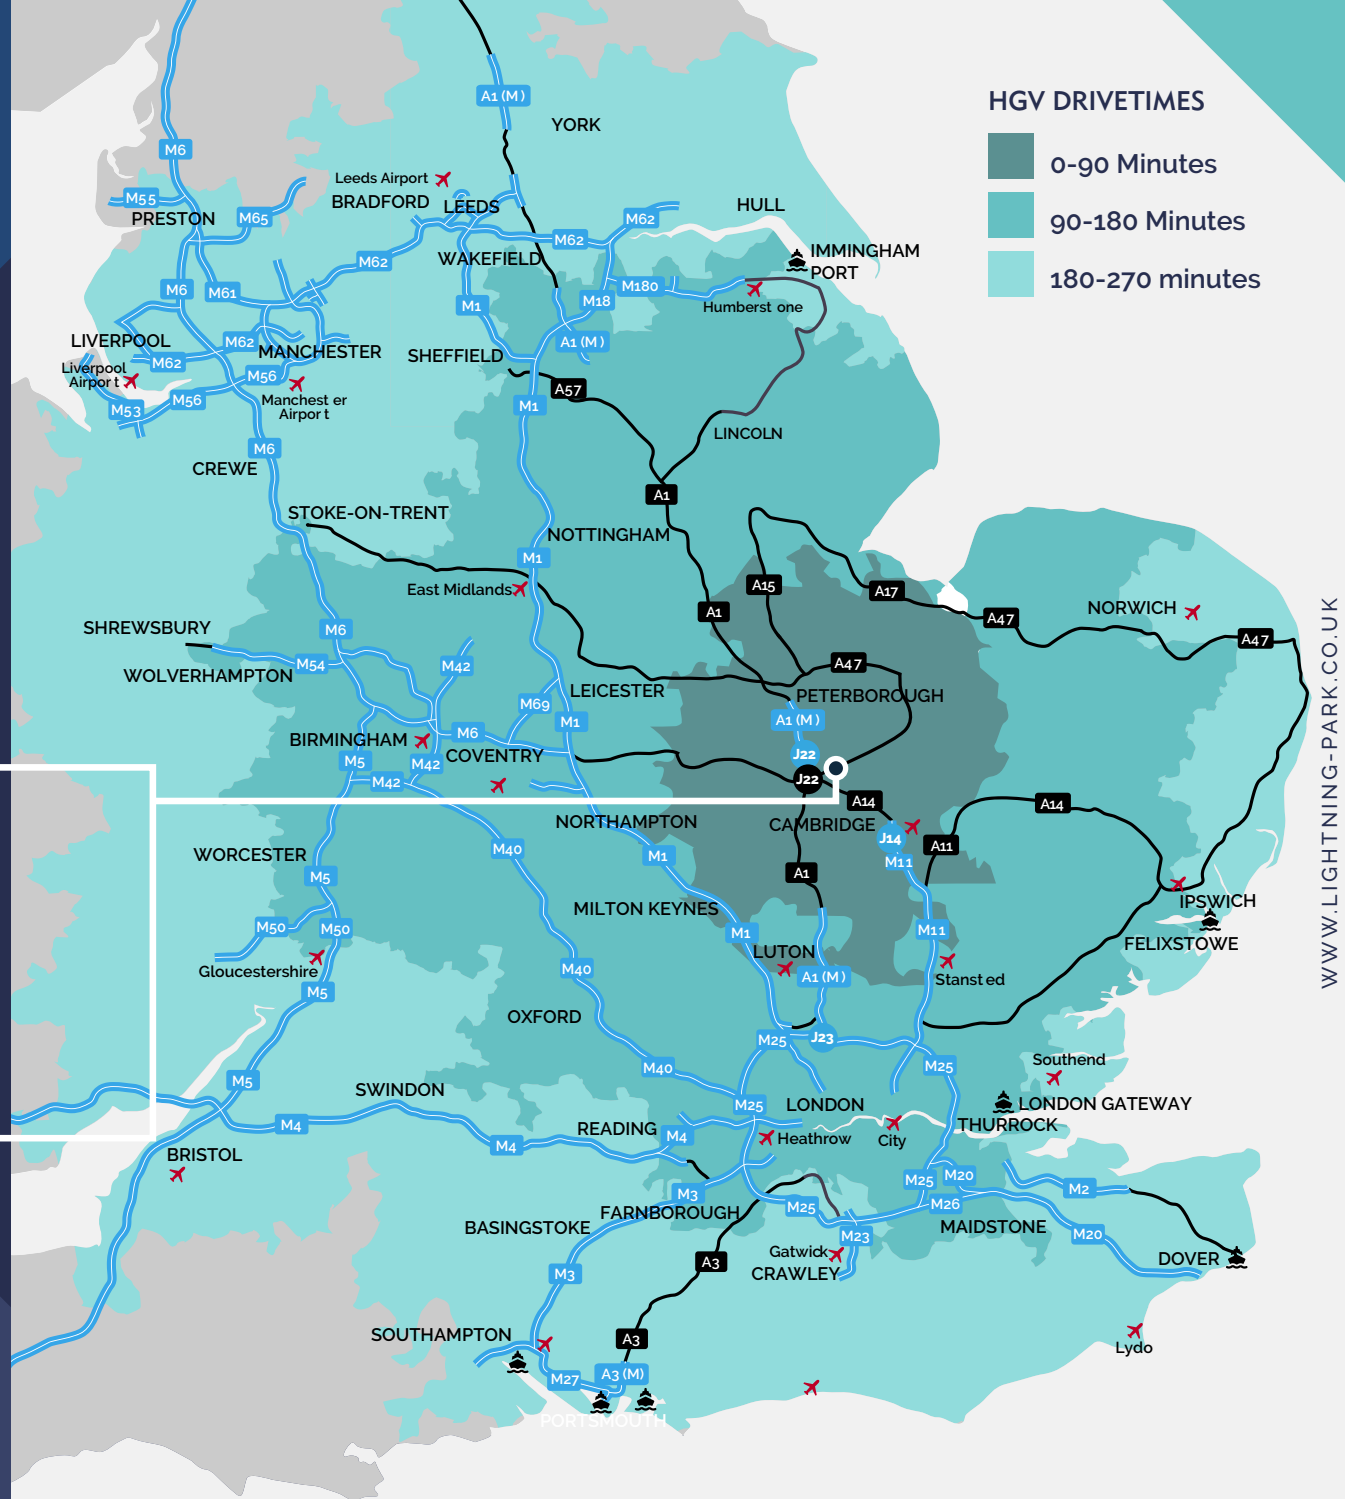 HGV DRIVETIMES
0-90 Minutes
90-180 Minutes
180-270 minutes
A1 (M)
YORK
M6
Leeds Airport
BRADFORD
LEEDS
M55
PRESTON
M65
M62
HULL
M62
M62
WAKEFIELD
IMMINGHAM
PORT
M6
M61
M1
M18
M180
Humberst one
LIVERPOOL
M62
M62
MANCHESTER
SHEFFIELD
A1 (M)
Liverpool
Airpor t
M56
M56
Manchest er
Airpor t
M53
A57
M1
LINCOLN
M6
CREWE
A1
STOKE-ON-TRENT
NOTTINGHAM
M1
East Midlands
A15
A17
A1
A47
NORWICH
A47
SHREWSBURY
M6
M54
WOLVERHAMPTON
M42
A47
LEICESTER
PETERBOROUGH
M69
M1
A1 (M)
BIRMINGHAM
M6
COVENTRY
M5
M42
M42
J22
J22
A14
A14
NORTHAMPTON
CAMBRIDGE
J14
A11
M11
WORCESTER
M40
M1
M5
A1
MILTON KEYNES
IPSWICH
M50
M50
M1
M11
FELIXSTOWE
LUTON
Gloucestershire
M40
A1 (M)
Stanst ed
M5
OXFORD
M25
J23
M40
M25
Southend
M5
SWINDON
M25
LONDON
LONDON GATEWAY
M4
READING
M4
M4
Heathrow
City
THURROCK
BRISTOL
M25
M20
M2
M3
M25
M26
FARNBOROUGH
BASINGSTOKE
MAIDSTONE
M20
M23
Gatwick
CRAWLEY
DOVER
A3
M3
SOUTHAMPTON
A3
Lydo
M27
A3 (M)
PORTSMOUTH
WWW.LIGHTNING-PARK.CO.UK